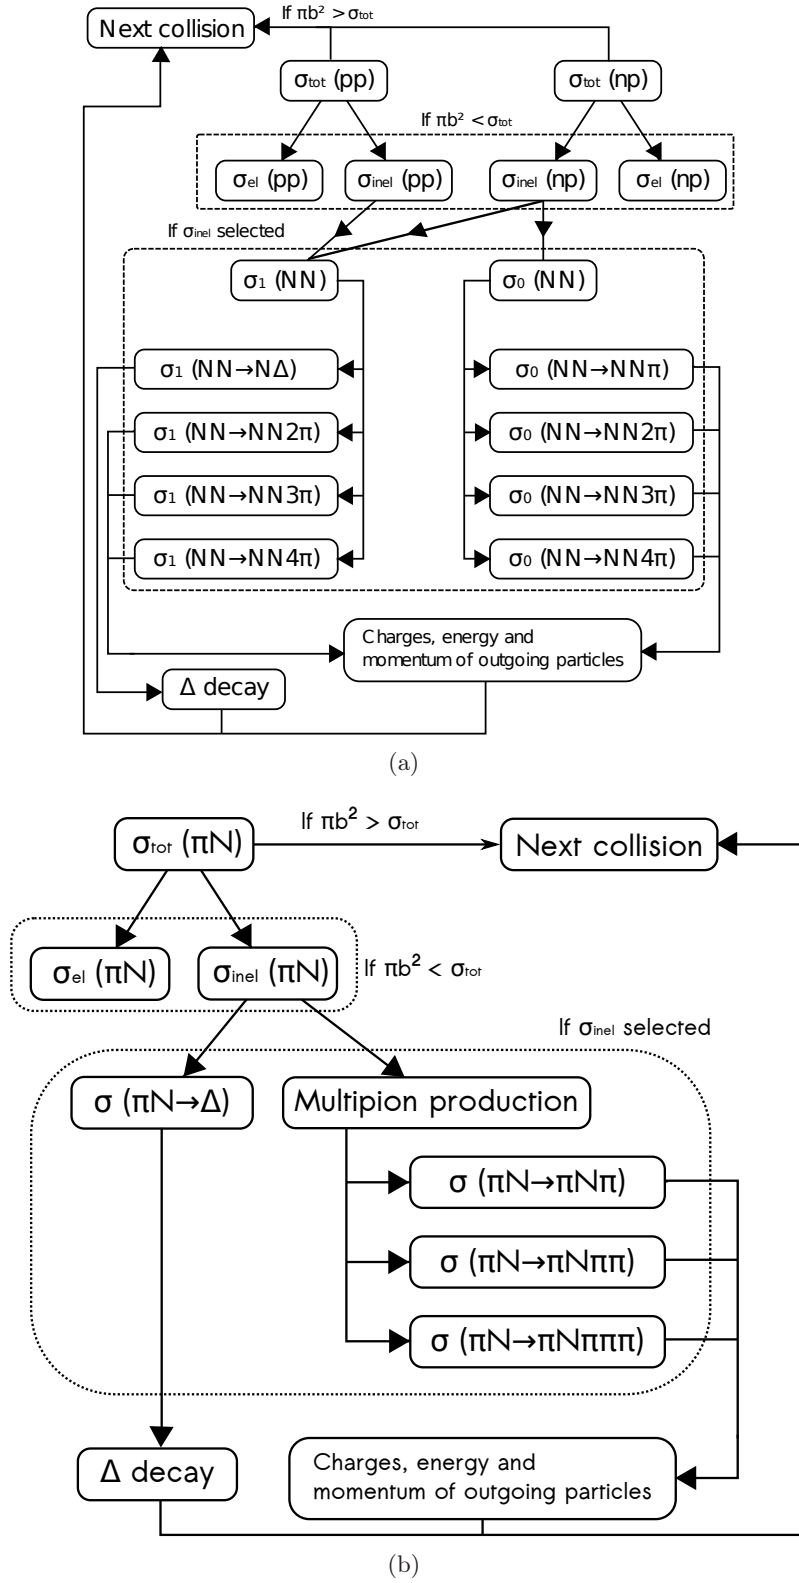 If πb² > σtot
Next collision
σtot (pp)
σtot (np)
If πb² < σtot
σel (pp)
σinel (pp)
σinel (np)
σel (np)
If σinel selected
σ1 (NN)
σ0 (NN)
σ1 (NN→NΔ)
σ0 (NN→NNπ)
σ1 (NN→NN2π)
σ0 (NN→NN2π)
σ1 (NN→NN3π)
σ0 (NN→NN3π)
σ1 (NN→NN4π)
σ0 (NN→NN4π)
Charges, energy and
momentum of outgoing particles
Δ decay
(a)
If πb² > σtot
σtot (πN)
Next collision
σel (πN)
σinel (πN)
If πb² < σtot
If σinel selected
σ (πN→Δ)
Multipion production
σ (πN→πNπ)
σ (πN→πNππ)
σ (πN→πNπππ)
Δ decay
Charges, energy and
momentum of outgoing particles
(b)